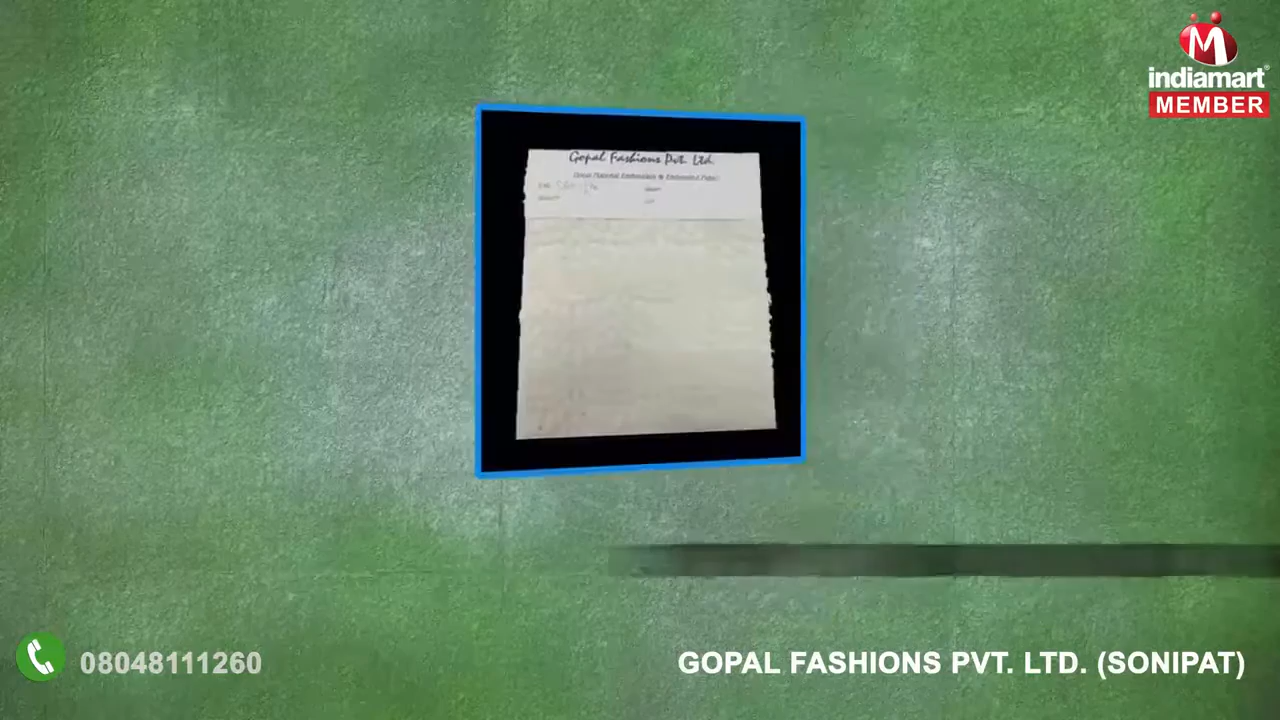 indiamart
MEMBER
Gopal Fashions Pvt. Ltd.
08048111260
GOPAL FASHIONS PVT. LTD. (SONIPAT)